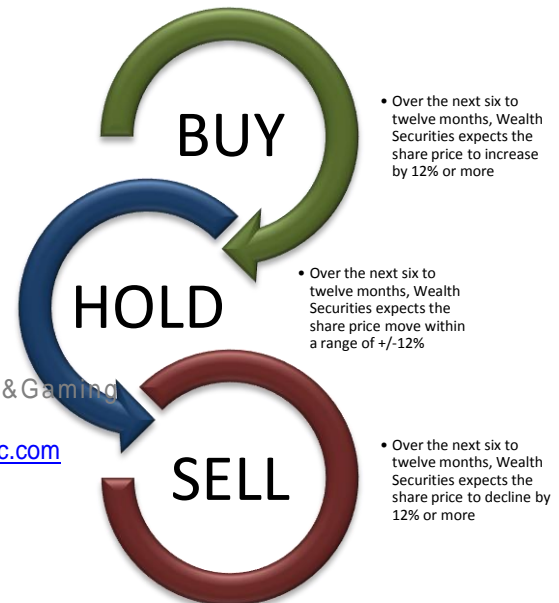 BUY
• Over the next six to
twelve months, Wealth
Securities expects the
share price to increase
by 12% or more
HOLD
• Over the next six to
twelve months, Wealth
Securities expects the
share price move within
a range of +/-12%
&Gaming
c.com
SELL
• Over the next six to
twelve months, Wealth
Securities expects the
share price to decline by
12% or more